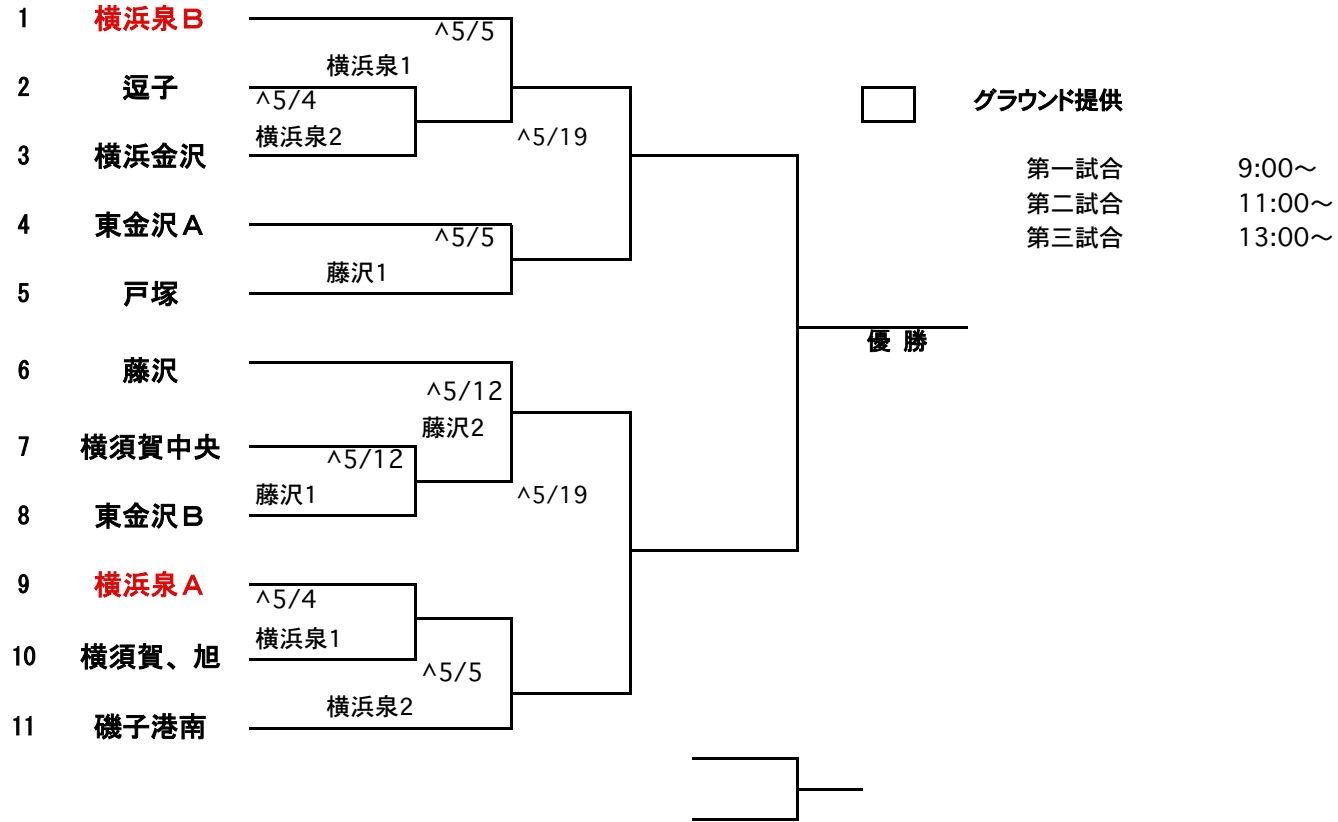 1 横浜泉B
^5/5
横浜泉1
2 逗子
^5/4
横浜泉2
^5/19
3 横浜金沢
4 東金沢A
^5/5
藤沢1
5 戸塚
6 藤沢
^5/12
藤沢2
7 横須賀中央
^5/12
藤沢1
^5/19
8 東金沢B
9 横浜泉A
^5/4
横浜泉1
10 横須賀、旭
^5/5
横浜泉2
11 磯子港南
優 勝
グラウンド提供
第一試合 9:00～
第二試合 11:00～
第三試合 13:00～